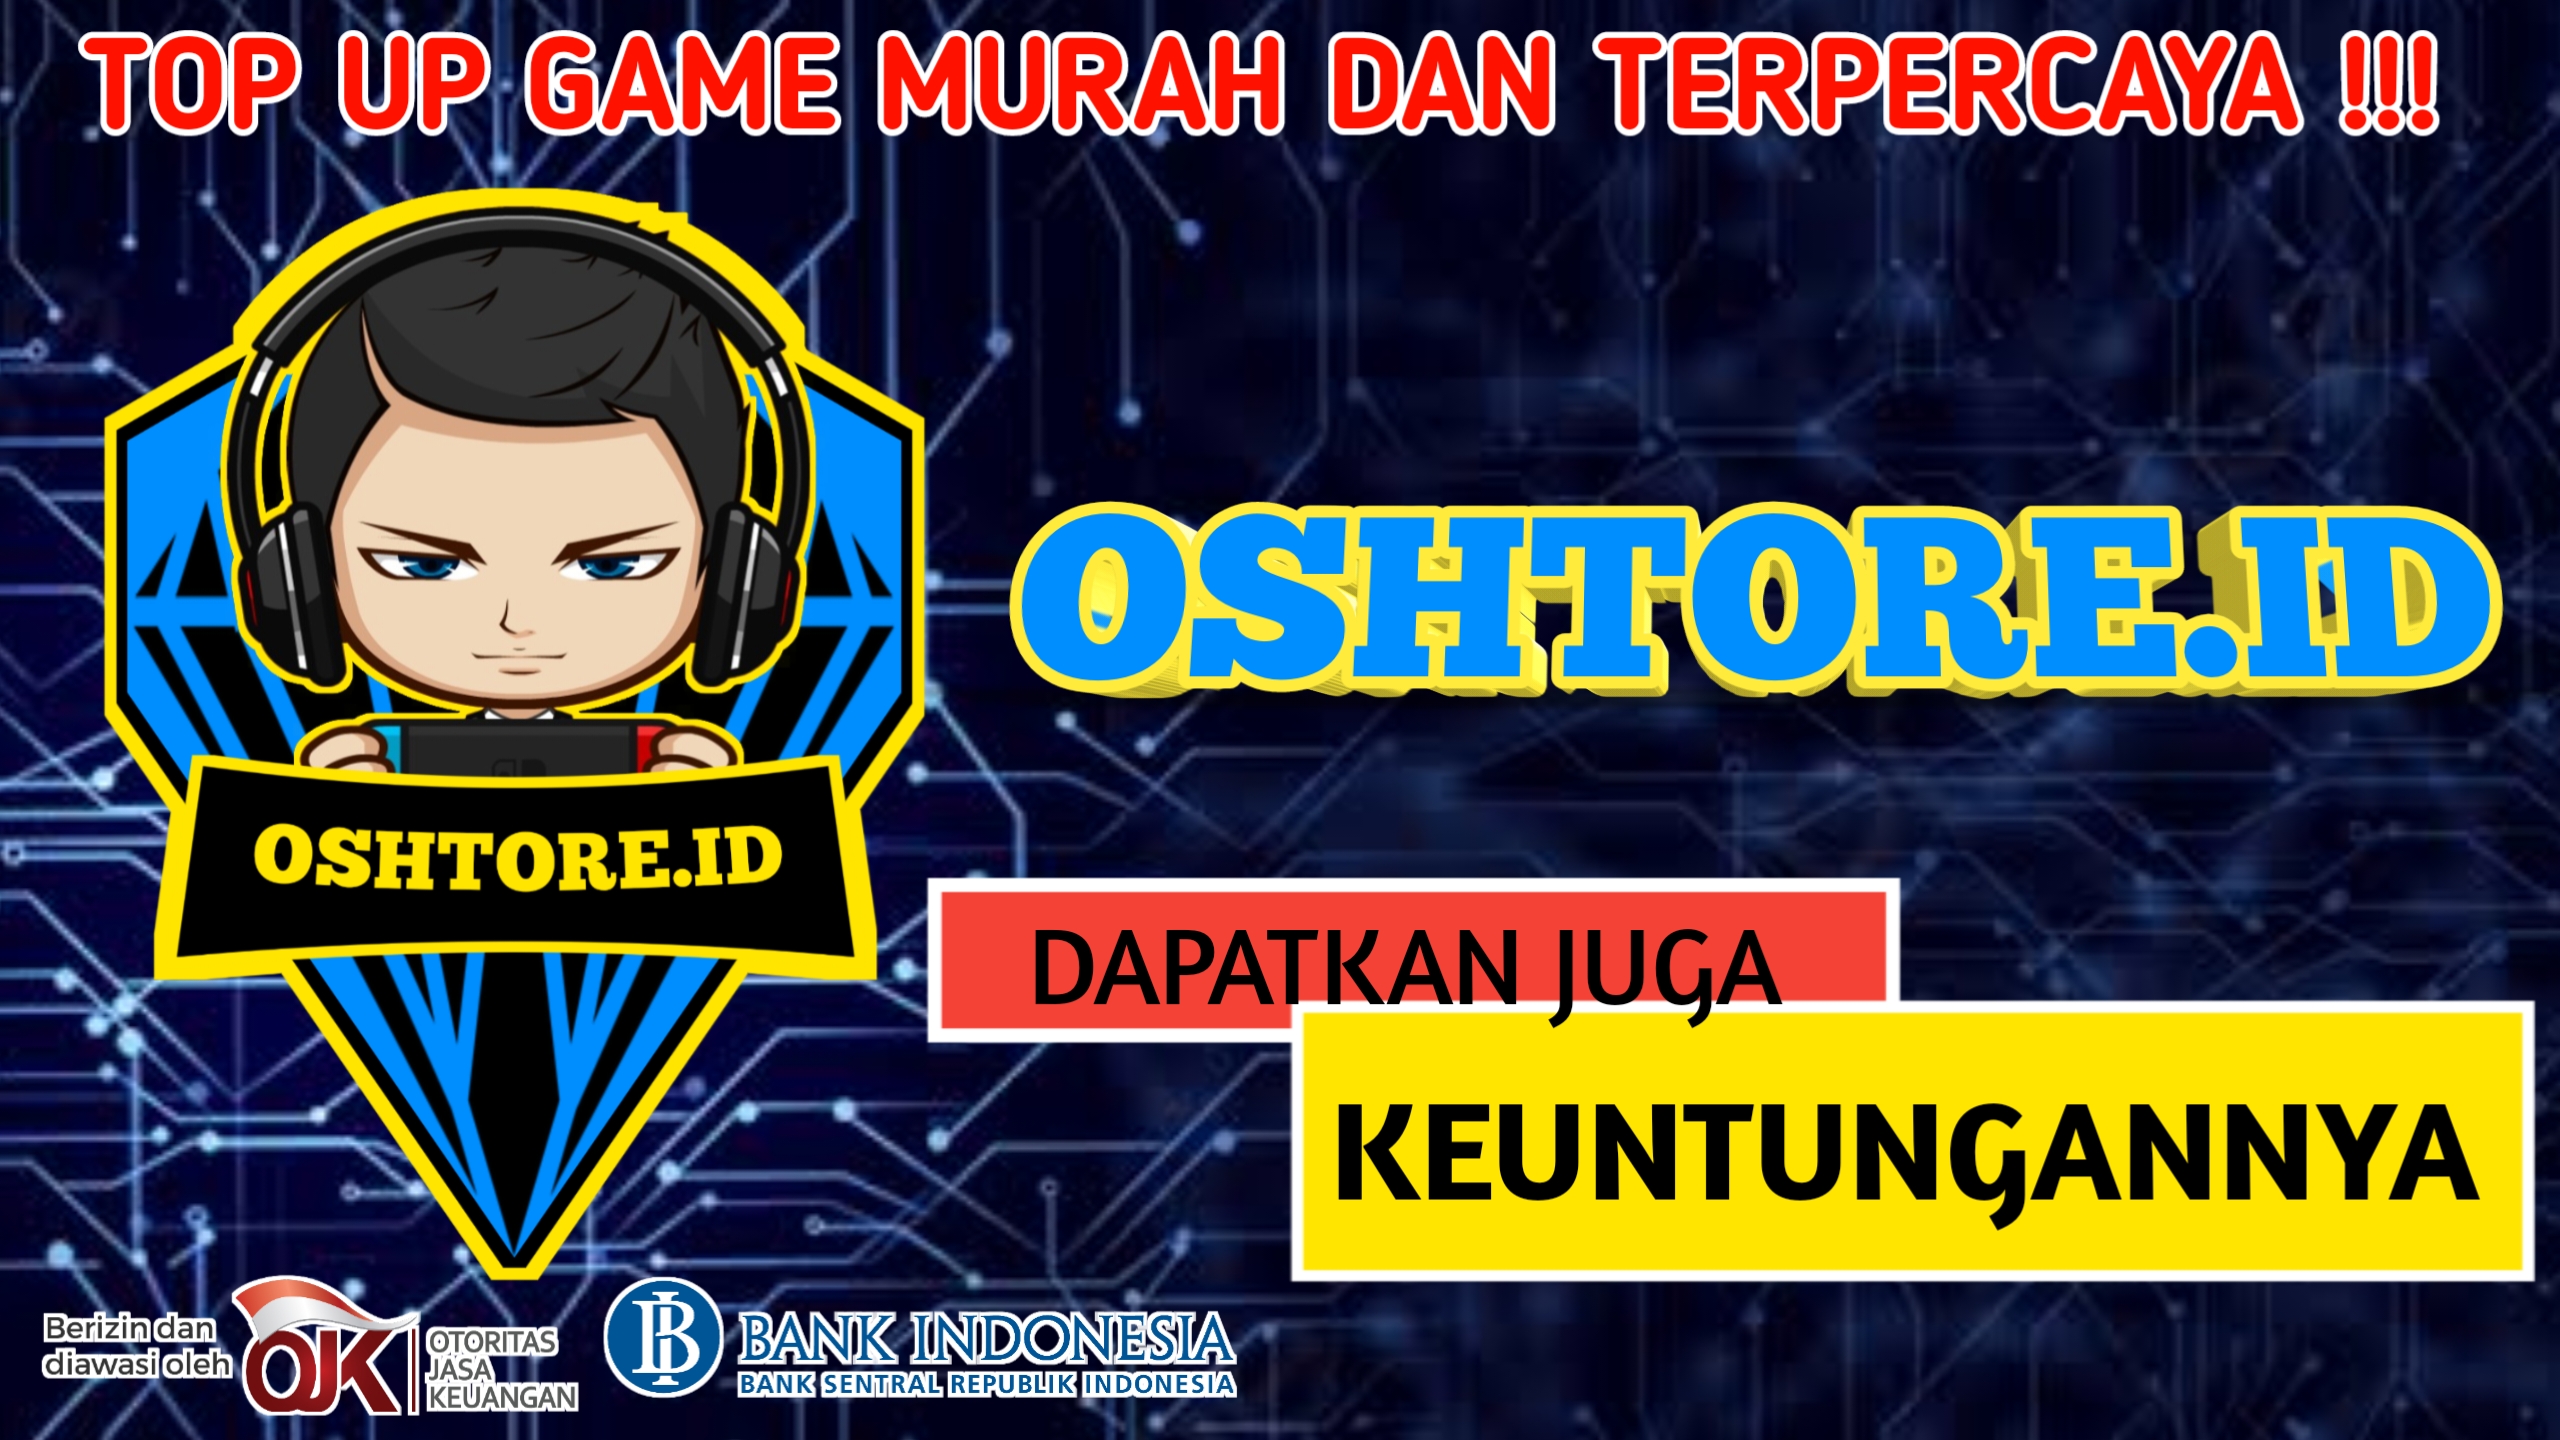 TOP UP GAME MURAH DAN TERPERCAYA !!!
OSHTORE.ID
OSHTORE.ID
DAPATKAN JUGA
KEUNTUNGANNYA
Berizin dan
diawasi oleh
OJK
OTORITAS
JASA
KEUANGAN
BANK INDONESIA
BANK SENTRAL REPUBLIK INDONESIA